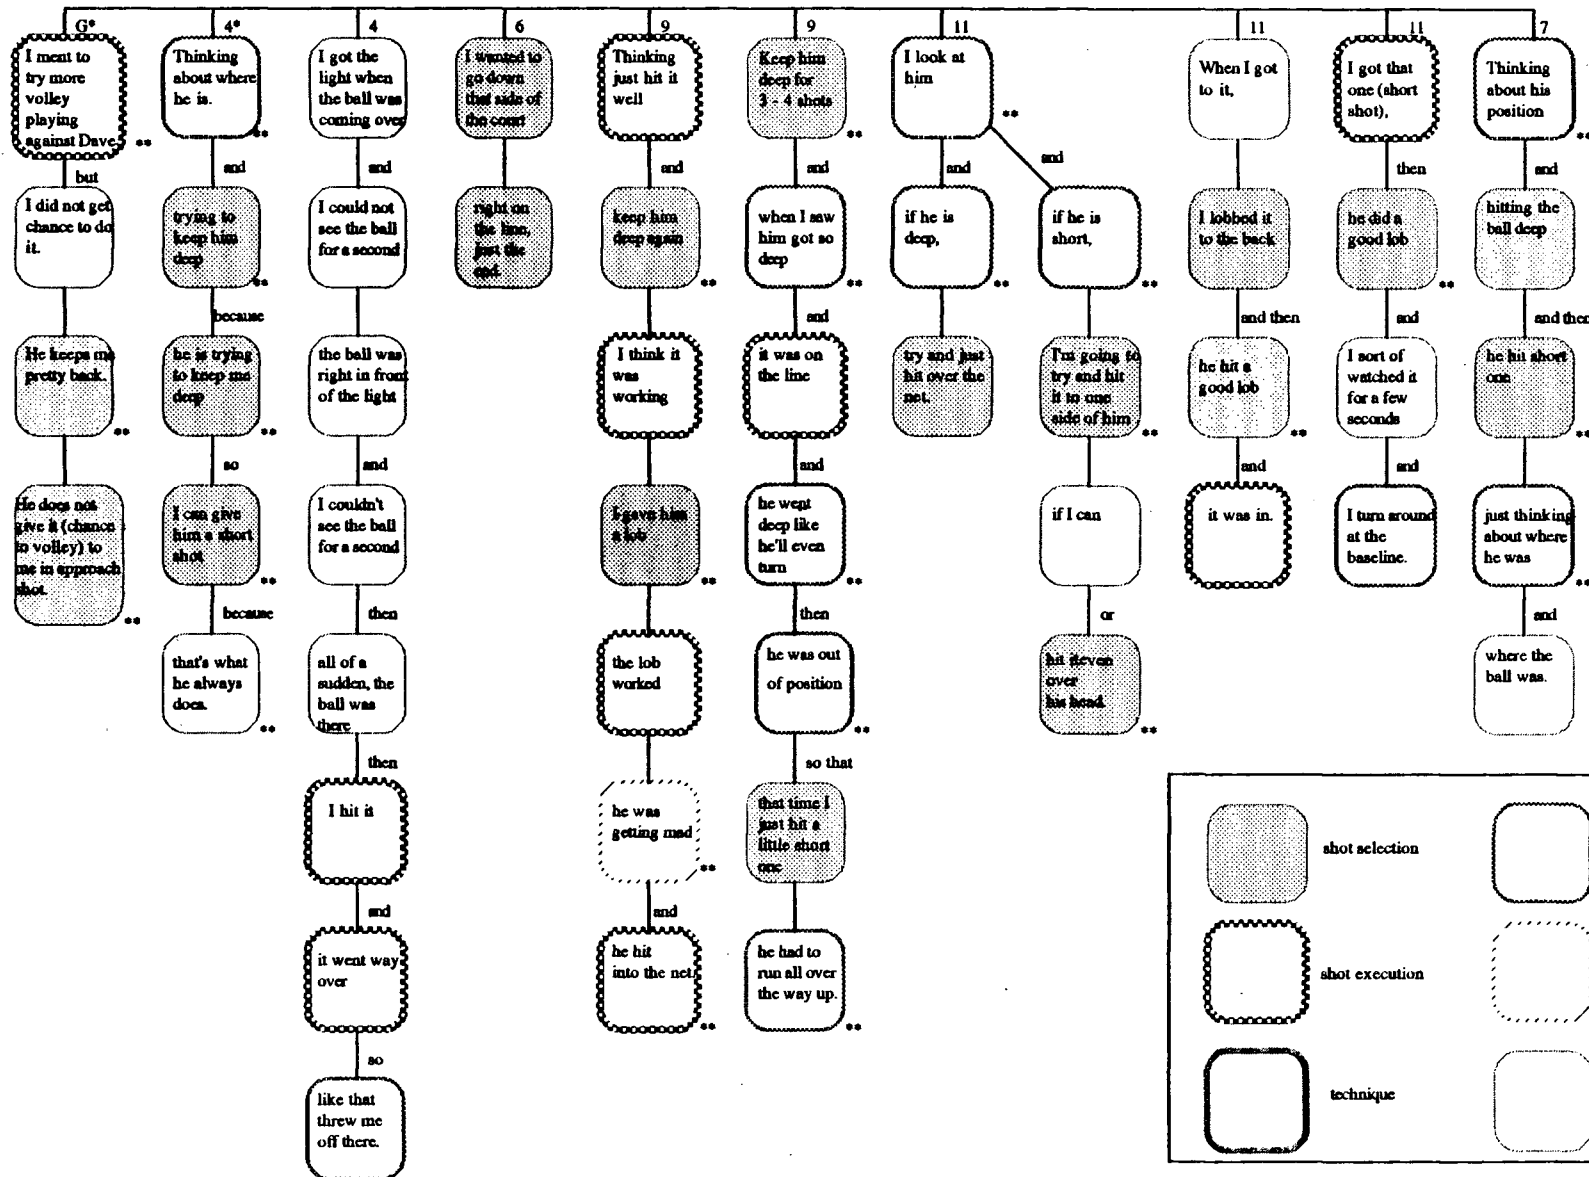 G*
I ment to
try more
volley
playing
against Dave
**
but
I did not get
chance to do
it.
He keeps me
pretty back.
**
He does not
give it (chance
to volley) to
me in approach
shot.
**
4*
Thinking
about where
he is.
**
and
trying to
keep him
deep
**
because
he is trying
to keep me
deep
**
so
I can give
him a short
shot
**
because
that's what
he always
does.
**
4
I got the
light when
the ball was
coming over
and
I could not
see the ball
for a second
the ball was
right in front
of the light
and
I couldn't
see the ball
for a second
then
all of a
sudden, the
ball was
there
then
I hit it
and
it went way
over
so
like that
threw me
off there.
6
I wanted to
go down
that side of
the court
right on
the line,
just the
end.
9
Thinking
just hit it
well
and
keep him
deep again
**
I think it
was
working
I gave him
a lob
**
the lob
worked
he was
getting mad
**
and
he hit
into the net.
**
9
Keep him
deep for
3 - 4 shots
**
and
when I saw
him got so
deep
**
and
it was on
the line
and
he went
deep like
he'll even
turn
**
then
he was out
of position
**
so that
that time I
just hit a
little short
one
he had to
run all over
the way up.
**
11
I look at
him
**
and
if he is
deep,
**
try and just
hit over the
net.
and
if he is
short,
**
I'm going to
try and hit
it to one
side of him
**
if I can
or
hit it even
over
his head.
**
11
When I got
to it,
I lobbed it
to the back
and then
he hit a
good lob
**
and
it was in.
11
I got that
one (short
shot),
then
he did a
good lob
**
and
I sort of
watched it
for a few
seconds
and
I turn around
at the
baseline.
7
Thinking
about his
position
**
and
hitting the
ball deep
and then
he hit short
one
**
just thinking
about where
he was
**
and
where the
ball was.
shot selection
shot execution
technique